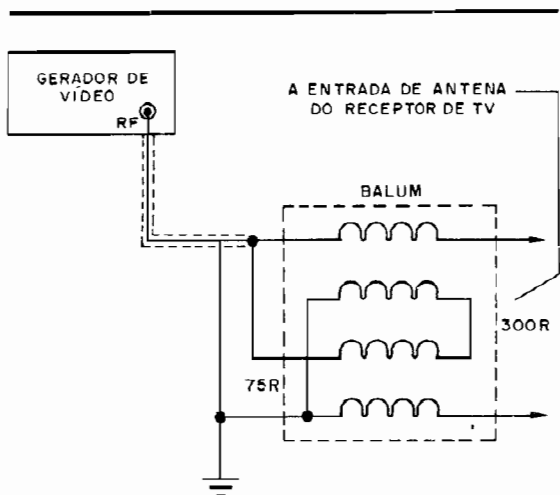 GERADOR DE
VÍDEO
RF
A ENTRADA DE ANTENA
DO RECEPTOR DE TV
BALUM
300R
75R